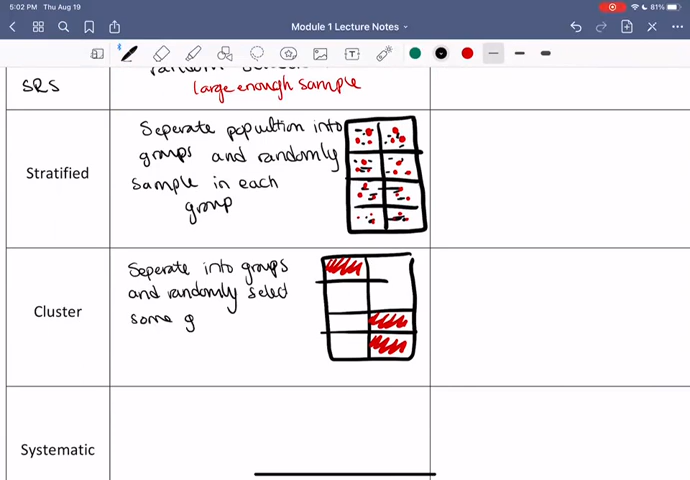 5:02 PM Thu Aug 19
81%
Module 1 Lecture Notes
SRS
large enough sample
Stratified
Seperate popultion into
groups and randomly
sample in each
group
Cluster
Seperate into groups
and randomly select
some g
Systematic